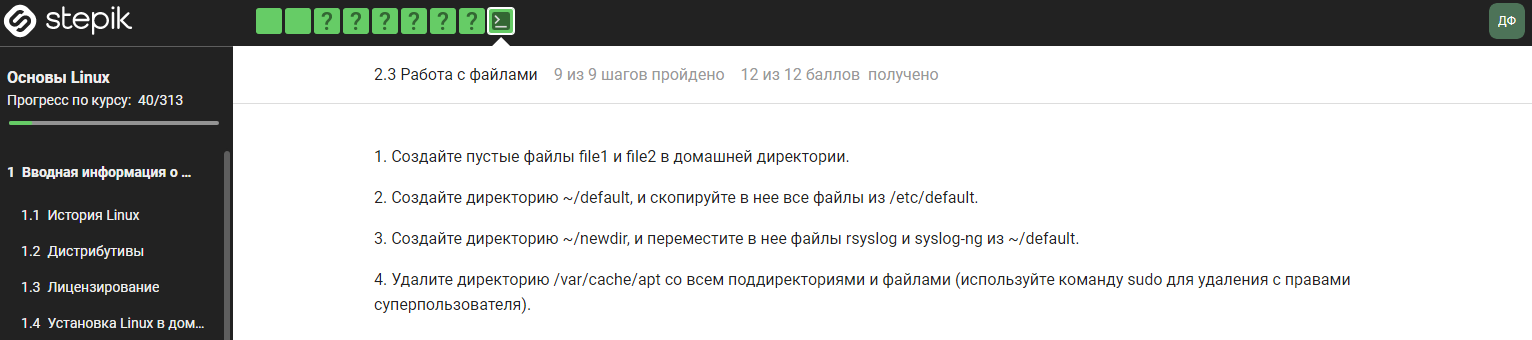 stepik
? ? ? ? ? ?
ДФ
Основы Linux
Прогресс по курсу: 40/313
1 Вводная информация о ...
1.1 История Linux
1.2 Дистрибутивы
1.3 Лицензирование
1.4 Установка Linux в дом...
2.3 Работа с файлами 9 из 9 шагов пройдено 12 из 12 баллов получено
1. Создайте пустые файлы file1 и file2 в домашней директории.
2. Создайте директорию ~/default, и скопируйте в нее все файлы из /etc/default.
3. Создайте директорию ~/newdir, и переместите в нее файлы rsyslog и syslog-ng из ~/default.
4. Удалите директорию /var/cache/apt со всем поддиректориями и файлами (используйте команду sudo для удаления с правами
суперпользователя).